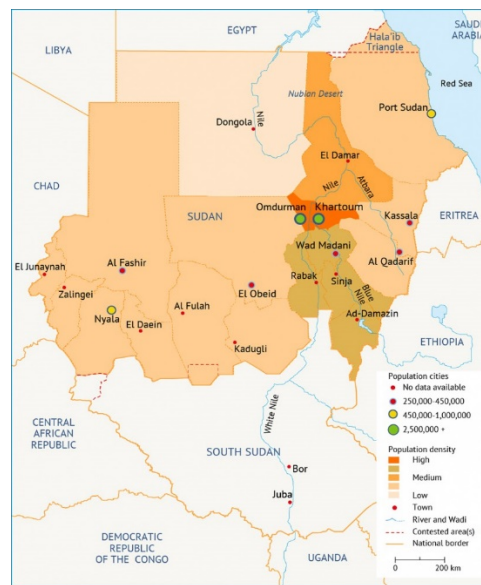 EGYPT
SAUDI
ARABIA
LIBYA
Hala'ib
Triangle
Red Sea
Nubian Desert
Port Sudan
Dongola
Nile
El Damar
CHAD
Nile
Atbara
SUDAN
Omdurman
Khartoum
Kassala
ERITREA
Wad Madani
El Junaynah
Al Fashir
Al Qadarif
Zalingei
El Obeid
Rabak
Sinja
Nyala
Al Fulah
Blue
Nile
El Daein
Ad-Damazin
Kadugli
ETHIOPIA
White Nile
CENTRAL
AFRICAN
REPUBLIC
SOUTH SUDAN
Bor
Juba
DEMOCRATIC
REPUBLIC
OF THE CONGO
UGANDA
Population cities
No data available
250,000-450,000
450,000-1,000,000
2,500,000 +
Population density
High
Medium
Low
Town
River and Wadi
Contested area(s)
National border
0 200 km